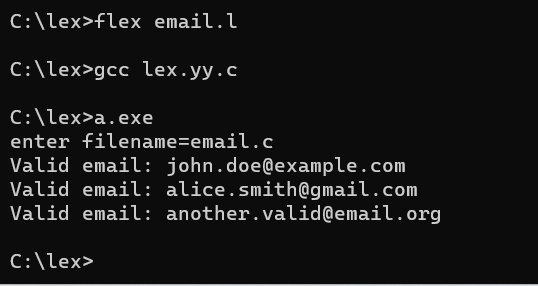 C:\lex>flex email.l
C:\lex>gcc lex.yy.c
C:\lex>a.exe
enter filename=email.c
Valid email: john.doe@example.com
Valid email: alice.smith@gmail.com
Valid email: another.valid@email.org
C:\lex>